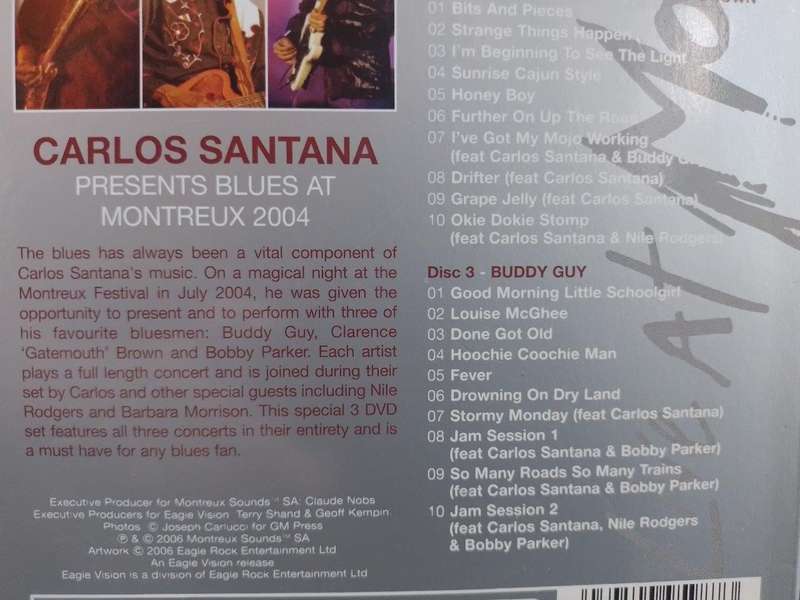 CARLOS SANTANA
PRESENTS BLUES AT
MONTREUX 2004
The blues has always been a vital component of
Carlos Santana's music. On a magical night at the
Montreux Festival in July 2004, he was given the
opportunity to present and to perform with three of
his favourite bluesmen: Buddy Guy, Clarence
'Gatemouth' Brown and Bobby Parker. Each artist
plays a full length concert and is joined during their
set by Carlos and other special guests including Nile
Rodgers and Barbara Morrison. This special 3 DVD
set features all three concerts in their entirety and is
a must have for any blues fan.
Executive Producer for Montreux Sounds™ SA: Claude Nobs
Executive Producers for Eagle Vision Terry Shand & Geoff Kempin
Photos © Joseph Carlucci for GM Press
℗ & © 2006 Montreux Sounds™ SA
Artwork © 2006 Eagle Rock Entertainment Ltd
An Eagle Vision release
Eagle Vision is a division of Eagle Rock Entertainment Ltd
01 Bits And Pieces
02 Strange Things Happen
03 I'm Beginning To See The Light
04 Sunrise Cajun Style
05 Honey Boy
06 Further On Up The Road
07 I've Got My Mojo Working
(feat Carlos Santana & Buddy
08 Drifter (feat Carlos Santana)
09 Grape Jelly (feat Carlos Santana)
10 Okie Dokie Stomp
(feat Carlos Santana & Nile Rodgers)
Disc 3 - BUDDY GUY
01 Good Morning Little Schoolgirl
02 Louise McGhee
03 Done Got Old
04 Hoochie Coochie Man
05 Fever
06 Drowning On Dry Land
07 Stormy Monday (feat Carlos Santana)
08 Jam Session 1
(feat Carlos Santana & Bobby Parker)
09 So Many Roads So Many Trains
(feat Carlos Santana & Bobby Parker)
10 Jam Session 2
(feat Carlos Santana, Nile Rodgers
& Bobby Parker)